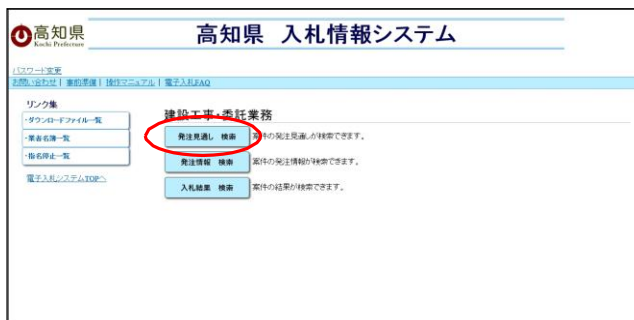 高知県
Kochi Prefecture
高知県 入札情報システム
パスワード変更
お問い合わせ | 事前準備 | 操作マニュアル | 電子入札FAQ
リンク集
・ダウンロードファイル一覧
・業者名簿一覧
・指名停止一覧
電子入札システムTOPへ
建設工事・委託業務
発注見通し 検索 案件の発注見通しが検索できます。
発注情報 検索 案件の発注情報が検索できます。
入札結果 検索 案件の結果が検索できます。